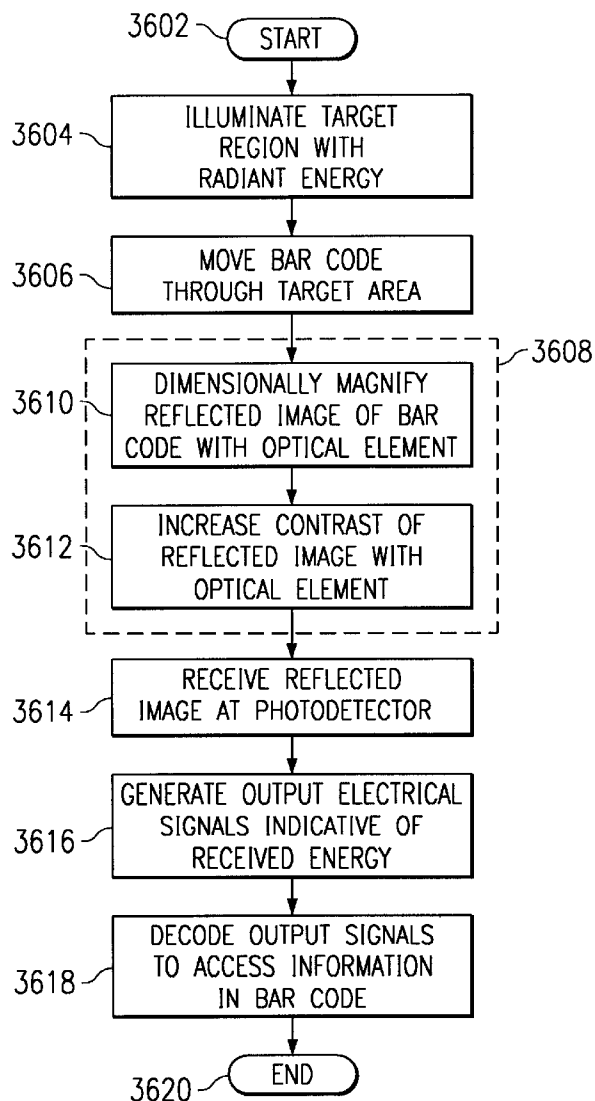 3602
START
3604
ILLUMINATE TARGET
REGION WITH
RADIANT ENERGY
3606
MOVE BAR CODE
THROUGH TARGET AREA
3608
3610
DIMENSIONALLY MAGNIFY
REFLECTED IMAGE OF BAR
CODE WITH OPTICAL ELEMENT
3612
INCREASE CONTRAST OF
REFLECTED IMAGE WITH
OPTICAL ELEMENT
3614
RECEIVE REFLECTED
IMAGE AT PHOTODETECTOR
3616
GENERATE OUTPUT ELECTRICAL
SIGNALS INDICATIVE OF
RECEIVED ENERGY
3618
DECODE OUTPUT SIGNALS
TO ACCESS INFORMATION
IN BAR CODE
3620
END